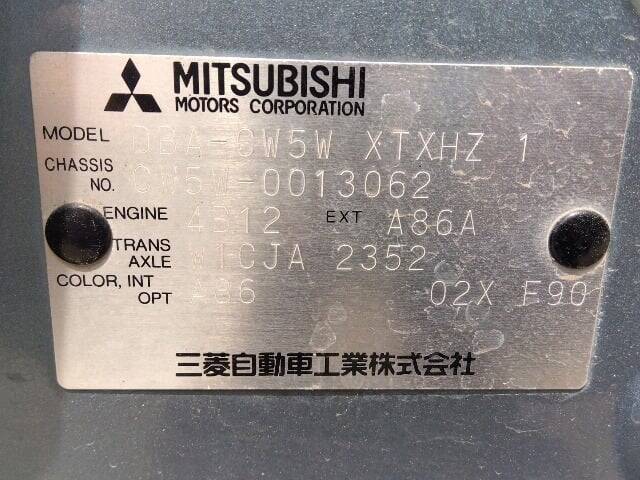 MITSUBISHI
MOTORS CORPORATION
MODEL DBA-CW5W XTXHZ 1
CHASSIS NO. CW5W-0013062
ENGINE 4B12 EXT A86A
TRANS AXLE W1CJA 2352
COLOR, INT OPT A86 02X F90
三菱自動車工業株式会社